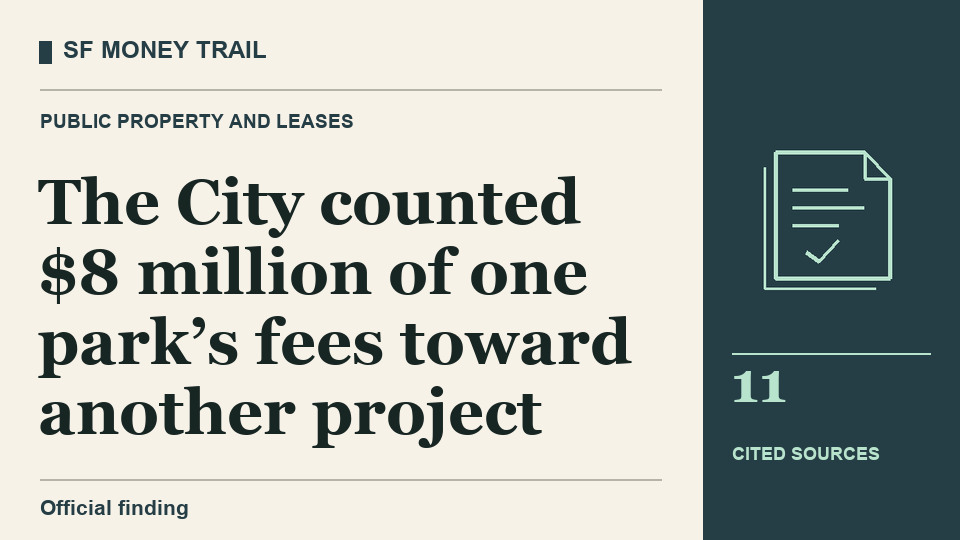 SF MONEY TRAIL
PUBLIC PROPERTY AND LEASES
The City counted
$8 million of one
park’s fees toward
another project
Official finding
11
CITED SOURCES